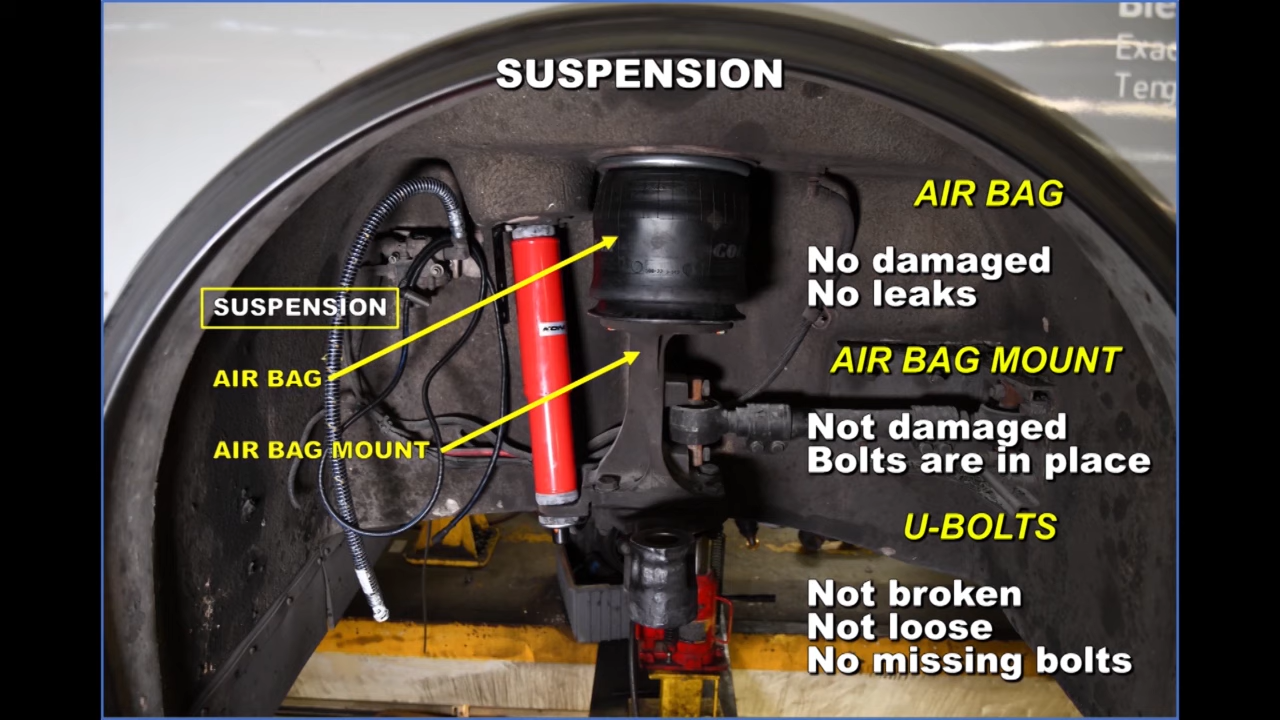 SUSPENSION
SUSPENSION
AIR BAG
AIR BAG MOUNT
AIR BAG
No damaged
No leaks
AIR BAG MOUNT
Not damaged
Bolts are in place
U-BOLTS
Not broken
Not loose
No missing bolts